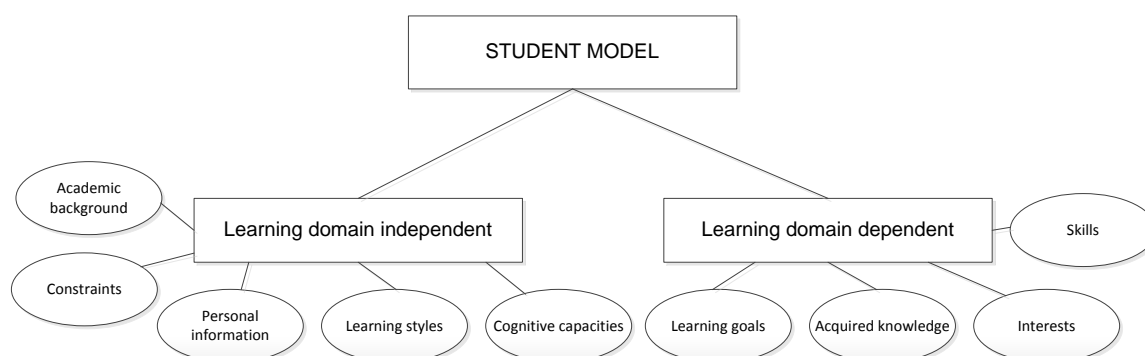 STUDENT MODEL
Academic
background
Learning domain independent
Learning domain dependent
Skills
Constraints
Personal
information
Learning styles
Cognitive capacities
Learning goals
Acquired knowledge
Interests